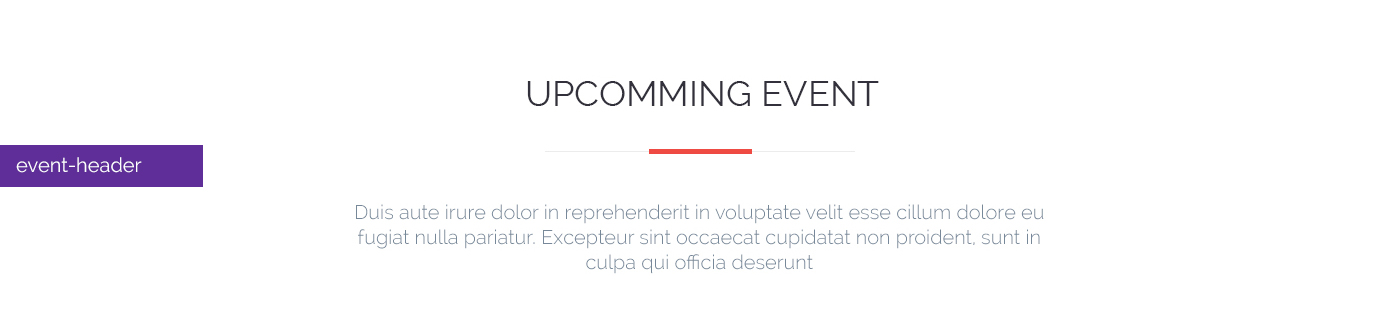 UPCOMMING EVENT
event-header
Duis aute irure dolor in reprehenderit in voluptate velit esse cillum dolore eu
fugiat nulla pariatur. Excepteur sint occaecat cupidatat non proident, sunt in
culpa qui officia deserunt